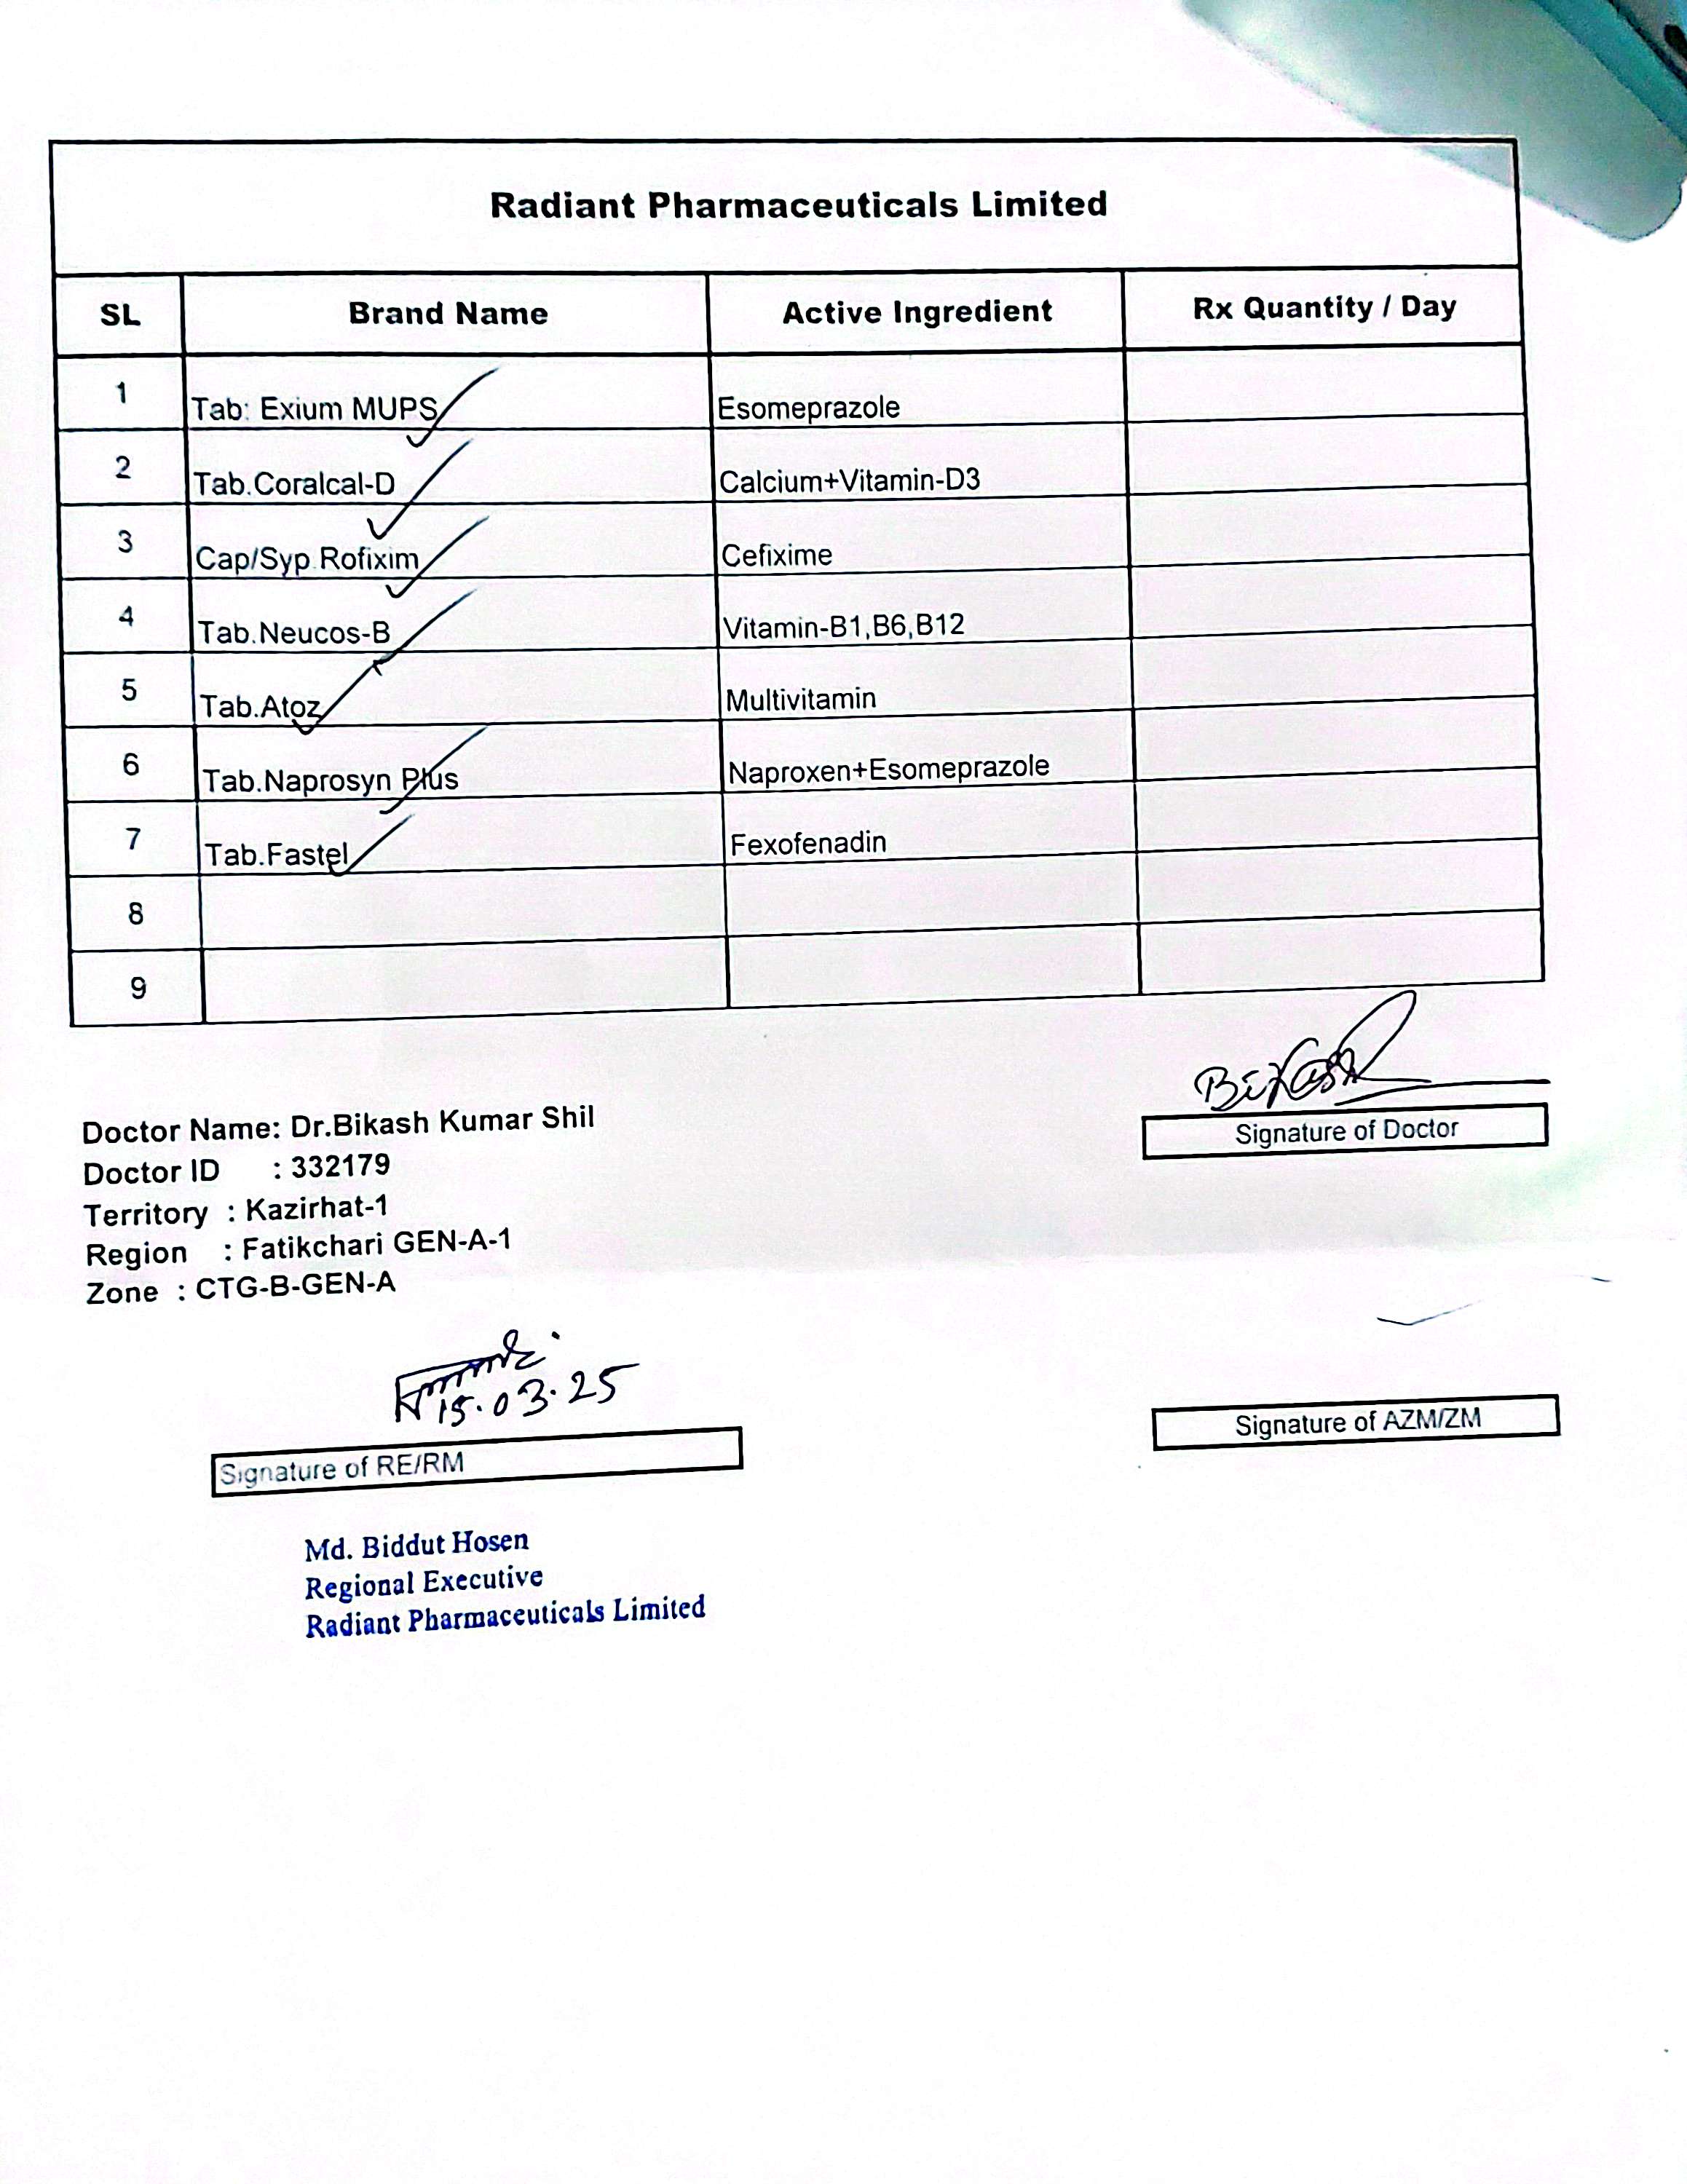 Radiant Pharmaceuticals Limited
SL Brand Name Active Ingredient Rx Quantity / Day
1 Tab: Exium MUPS Esomeprazole
2 Tab.Coralcal-D Calcium+Vitamin-D3
3 Cap/Syp.Rofixim Cefixime
4 Tab.Neucos-B Vitamin-B1,B6,B12
5 Tab.Atoz Multivitamin
6 Tab.Naprosyn Plus Naproxen+Esomeprazole
7 Tab.Fastel Fexofenadin
8
9
Bikash
Signature of Doctor
Doctor Name: Dr.Bikash Kumar Shil
Doctor ID : 332179
Territory : Kazirhat-1
Region : Fatikchari GEN-A-1
Zone : CTG-B-GEN-A
15.03.25
Signature of RE/RM
Signature of AZM/ZM
Md. Biddut Hosen
Regional Executive
Radiant Pharmaceuticals Limited